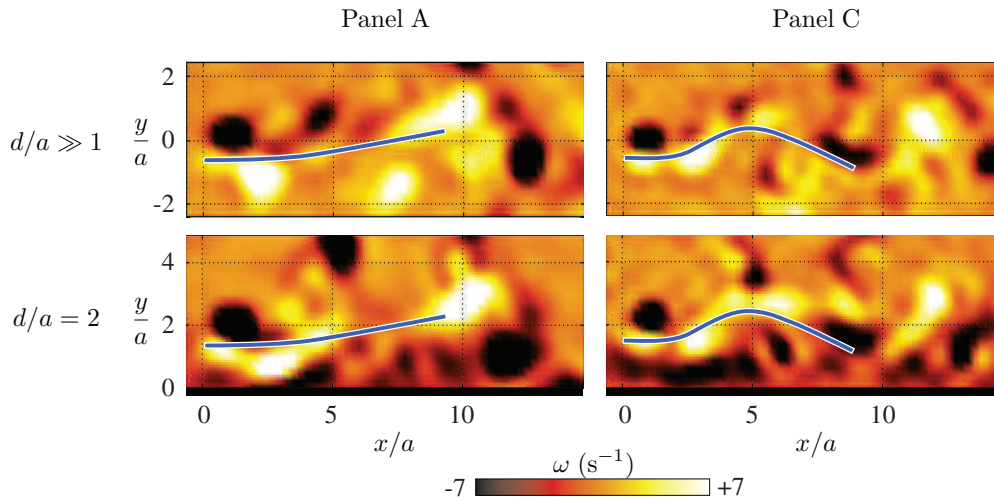 Panel A Panel C
2
d/a ≫ 1 y/a 0
-2
4
d/a = 2 y/a 2
0
0 5 10 0 5 10
x/a x/a
ω (s⁻¹)
-7 +7